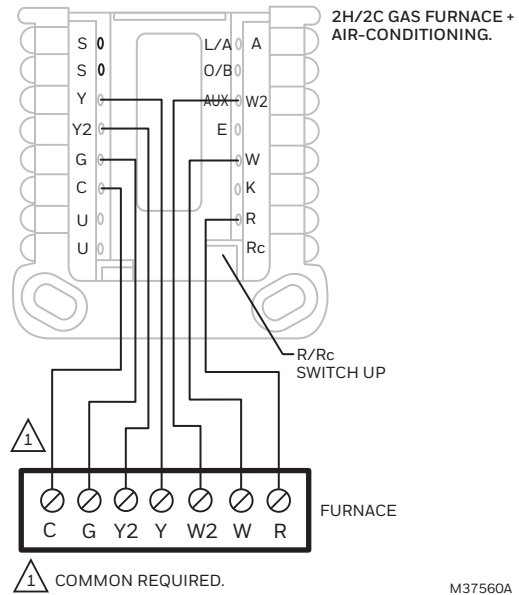 2H/2C GAS FURNACE +
AIR-CONDITIONING.
S L/A A
S O/B
Y AUX W2
Y2 E
G W
C K
U R
U Rc
R/Rc
SWITCH UP
1
C G Y2 Y W2 W R
FURNACE
1 COMMON REQUIRED.
M37560A